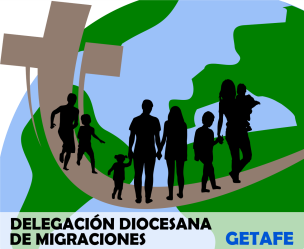 DELEGACIÓN DIOCESANA
DE MIGRACIONES GETAFE